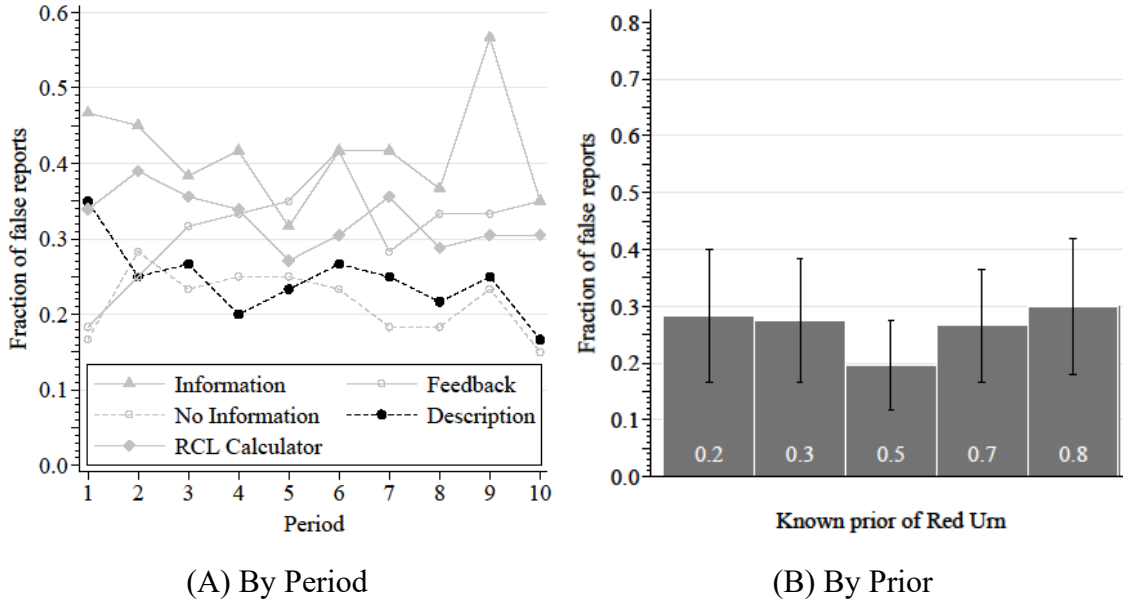 0.6
0.5
0.4
0.3
0.2
0.1
0.0
Fraction of false reports
Information
Feedback
No Information
Description
RCL Calculator
1 2 3 4 5 6 7 8 9 10
Period
(A) By Period
0.8
0.7
0.6
0.5
0.4
0.3
0.2
0.1
0.0
Fraction of false reports
0.2 0.3 0.5 0.7 0.8
Known prior of Red Urn
(B) By Prior